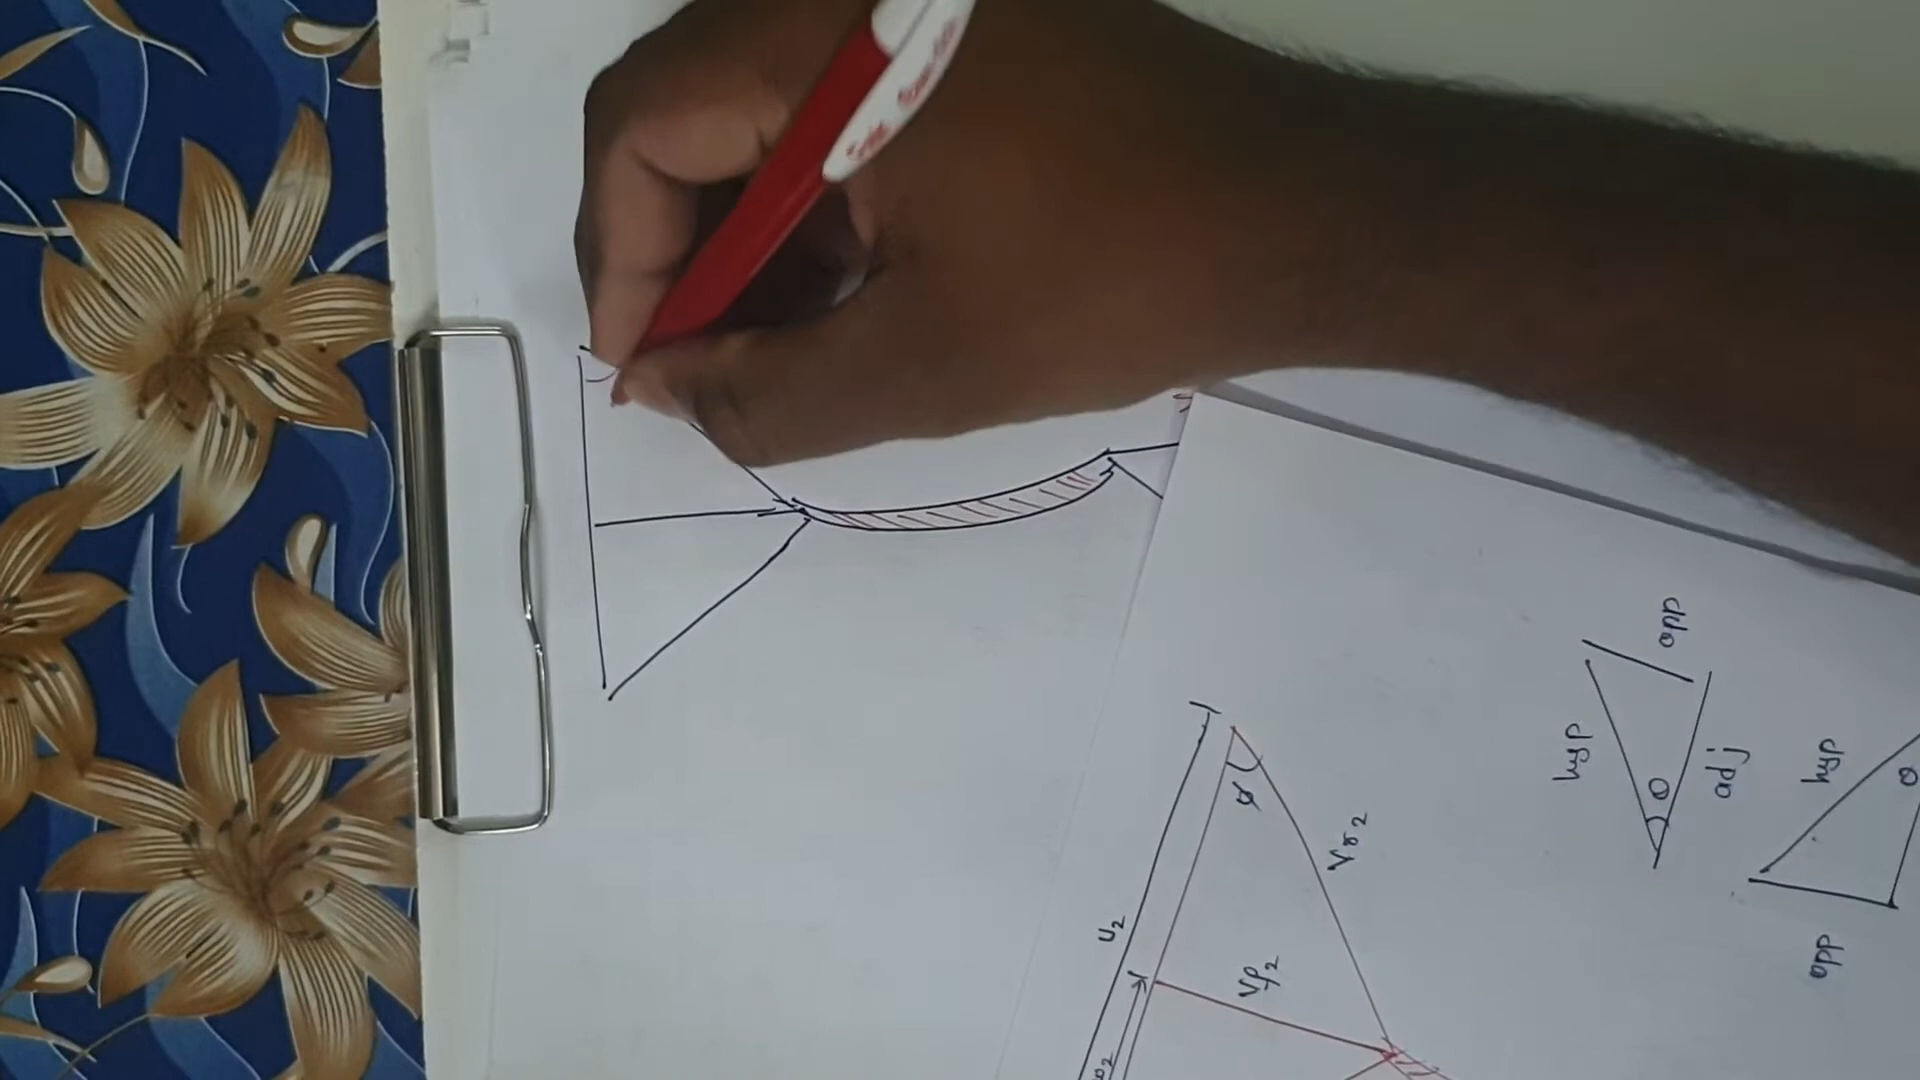 u₂
Vf₂
Vr₂
ø
hyp
opp
θ
adj
hyp
opp
θ